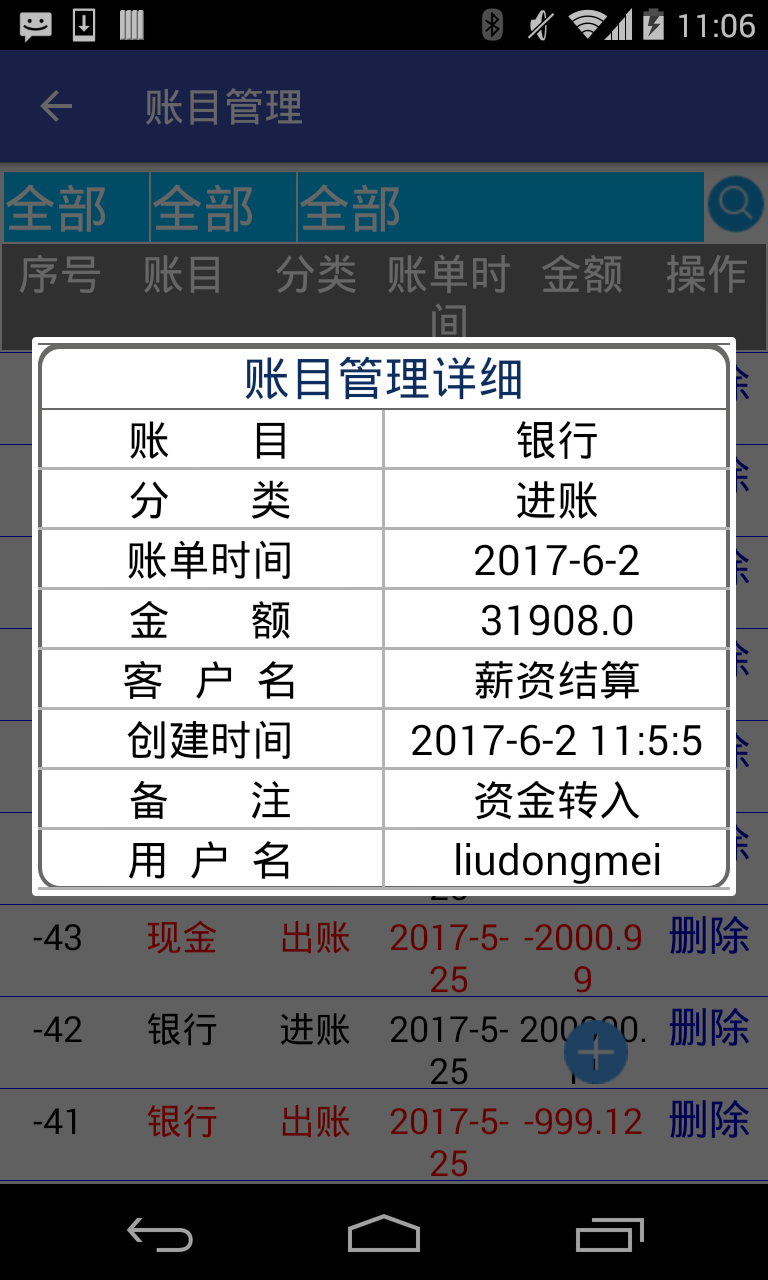 11:06
账目管理
全部 全部 全部
序号 账目 分类 账单时间 金额 操作
账目管理详细
账 目 银行
分 类 进账
账单时间 2017-6-2
金 额 31908.0
客 户 名 薪资结算
创建时间 2017-6-2 11:5:5
备 注 资金转入
用 户 名 liudongmei
-43 现金 出账 2017-5-25 -2000.99 删除
-42 银行 进账 2017-5-25 删除
-41 银行 出账 2017-5-25 -999.12 删除